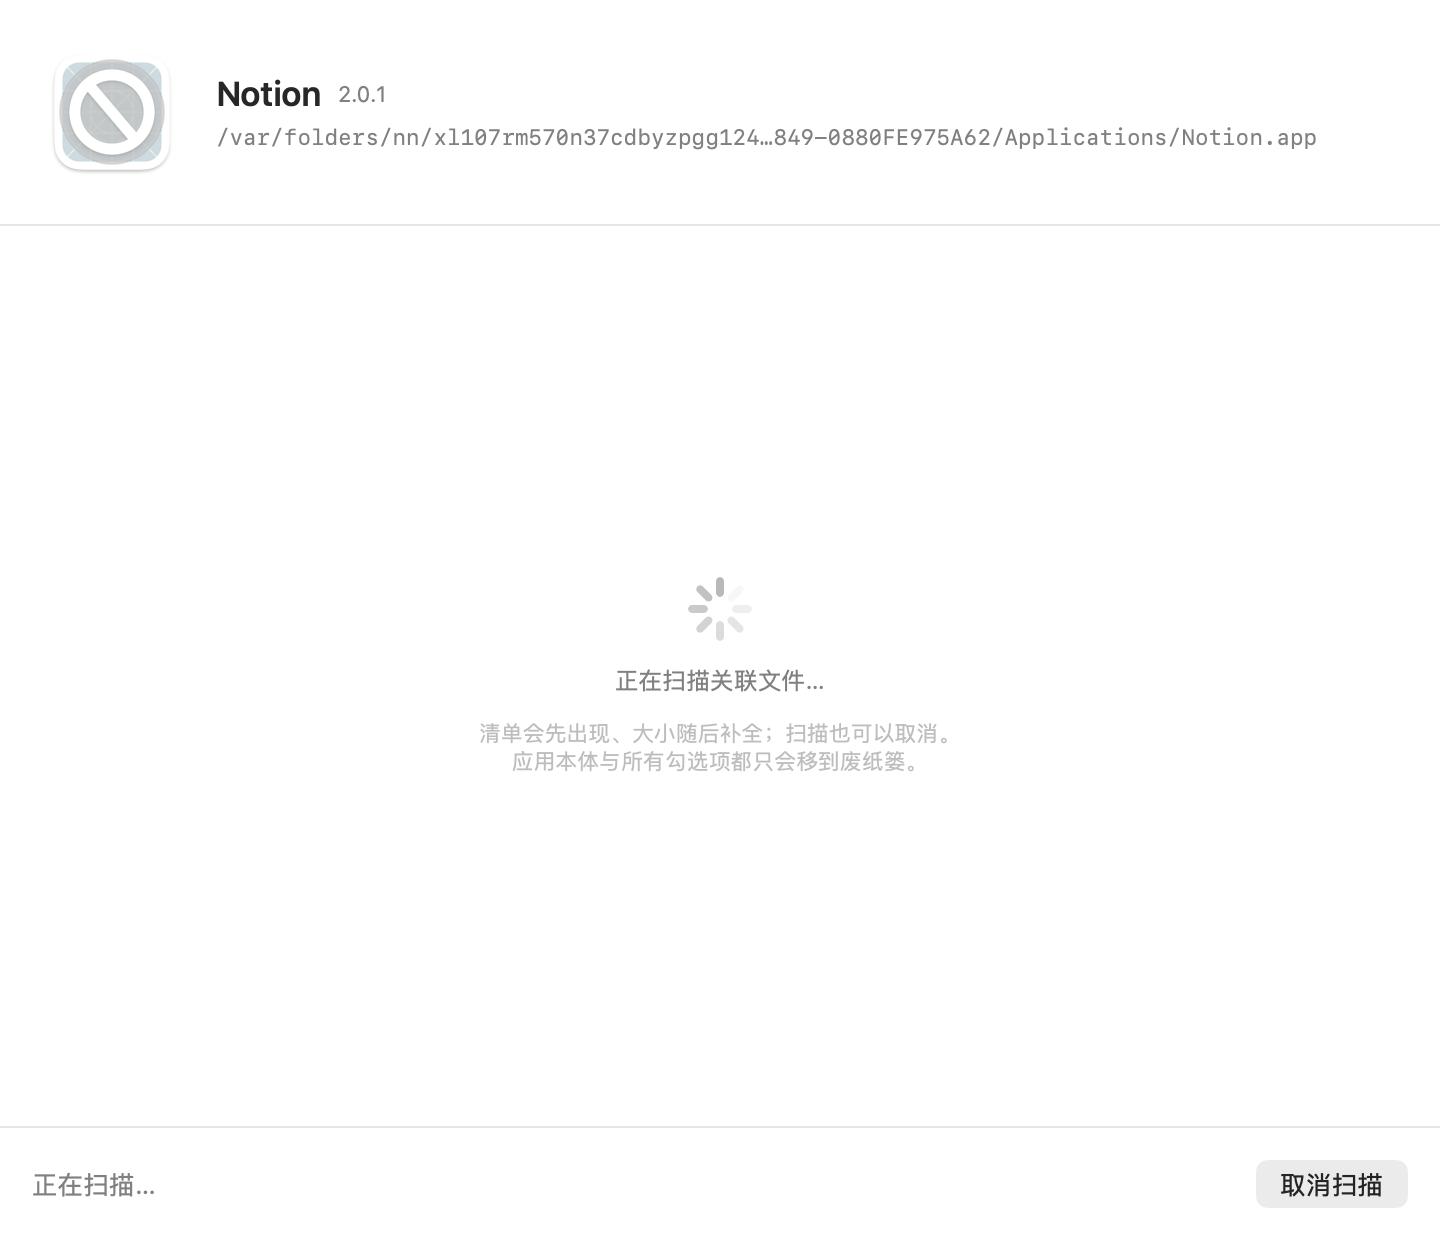 Notion 2.0.1
/var/folders/nn/xl107rm570n37cdbyzpgg124…849-0880FE975A62/Applications/Notion.app
正在扫描关联文件...
清单会先出现、大小随后补全；扫描也可以取消。
应用本体与所有勾选项都只会移到废纸篓。
正在扫描...
取消扫描